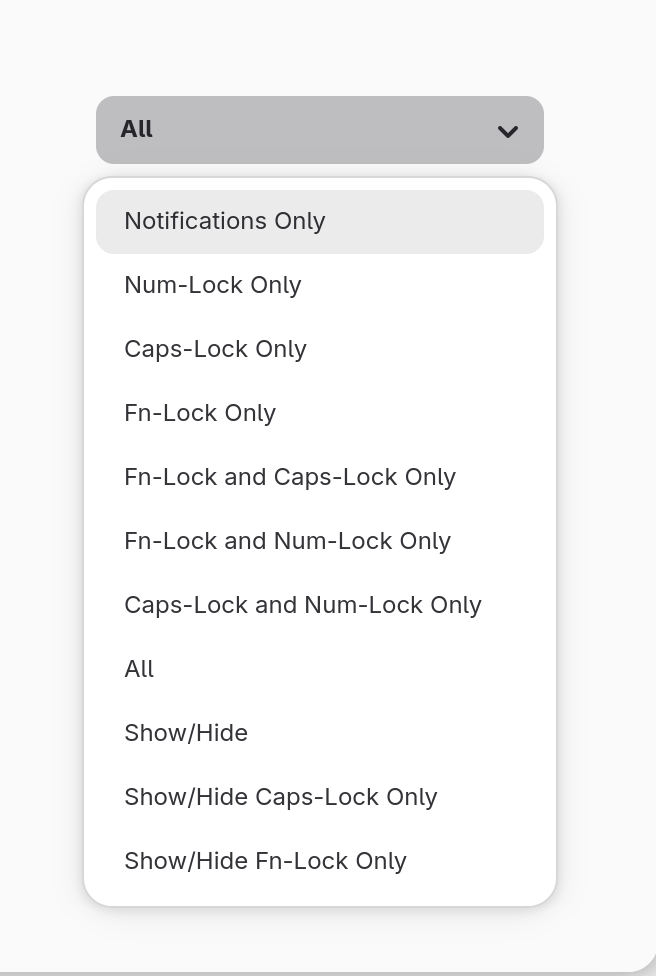 All
Notifications Only
Num-Lock Only
Caps-Lock Only
Fn-Lock Only
Fn-Lock and Caps-Lock Only
Fn-Lock and Num-Lock Only
Caps-Lock and Num-Lock Only
All
Show/Hide
Show/Hide Caps-Lock Only
Show/Hide Fn-Lock Only